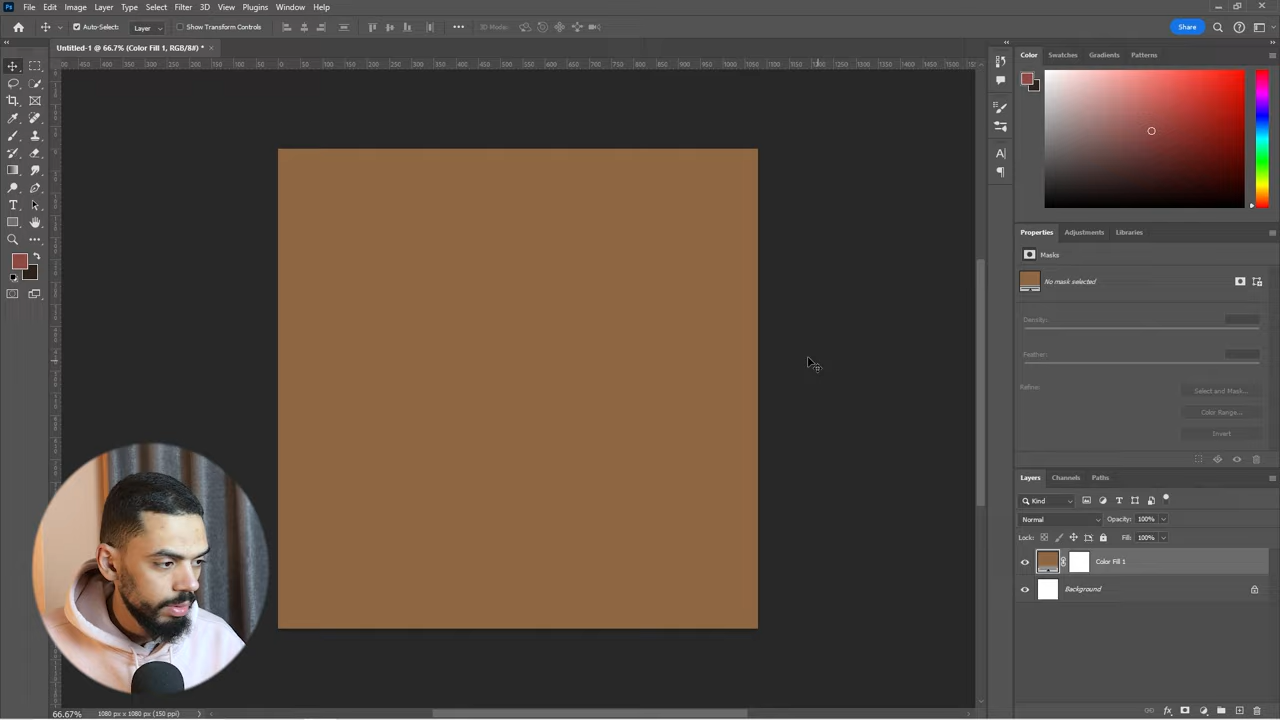 Ps File Edit Image Layer Type Select Filter 3D View Plugins Window Help
Auto-Select: Layer Show Transform Controls 3D Mode: Share
Untitled-1 @ 66.7% (Color Fill 1, RGB/8#) *
Color Swatches Gradients Patterns
Properties Adjustments Libraries
Masks
No mask selected
Density:
Feather:
Refine:
Select and Mask...
Color Range...
Invert
Layers Channels Paths
Kind
Normal Opacity: 100%
Lock: Fill: 100%
Color Fill 1
Background
66.67% 1080 px x 1080 px (150 ppi)